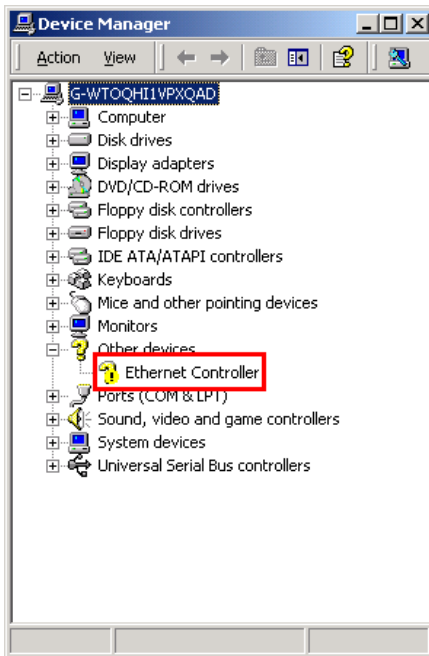 Device Manager
Action View
G-WTOQHI1VPXQAD
Computer
Disk drives
Display adapters
DVD/CD-ROM drives
Floppy disk controllers
Floppy disk drives
IDE ATA/ATAPI controllers
Keyboards
Mice and other pointing devices
Monitors
Other devices
Ethernet Controller
Ports (COM & LPT)
Sound, video and game controllers
System devices
Universal Serial Bus controllers